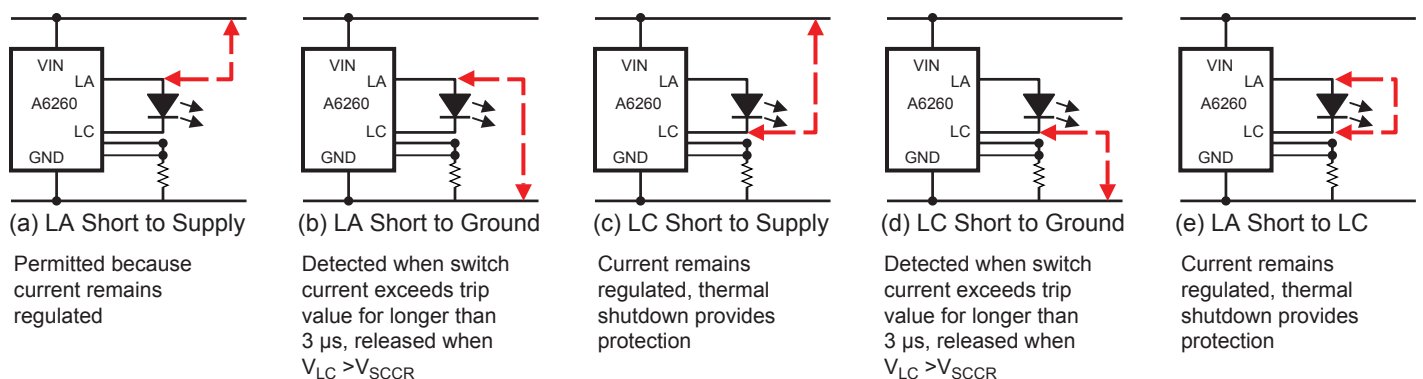 VIN
LA
A6260
LC
GND
(a) LA Short to Supply
Permitted because
current remains
regulated
VIN
LA
A6260
LC
GND
(b) LA Short to Ground
Detected when switch
current exceeds trip
value for longer than
3 µs, released when
VLC >VSCCR
VIN
LA
A6260
LC
GND
(c) LC Short to Supply
Current remains
regulated, thermal
shutdown provides
protection
VIN
LA
A6260
LC
GND
(d) LC Short to Ground
Detected when switch
current exceeds trip
value for longer than
3 µs, released when
VLC >VSCCR
VIN
LA
A6260
LC
GND
(e) LA Short to LC
Current remains
regulated, thermal
shutdown provides
protection